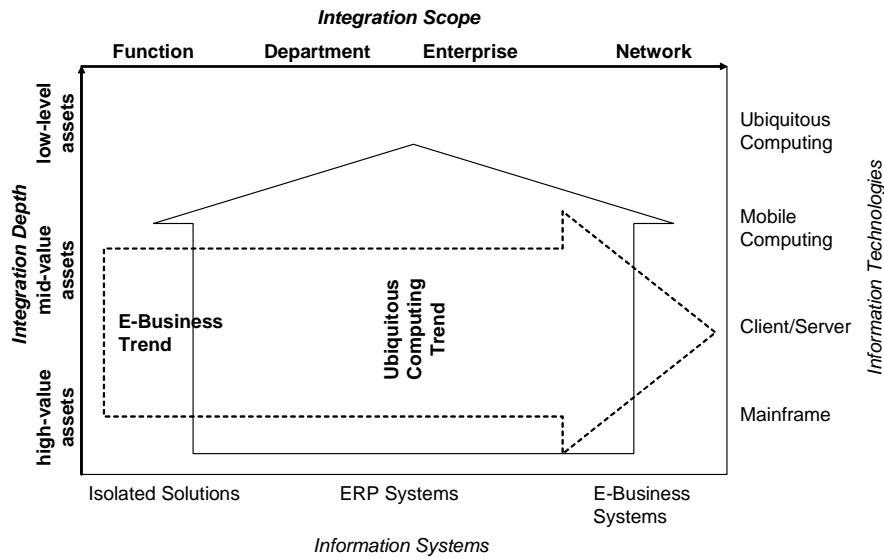 Integration Scope
Function Department Enterprise Network
Integration Depth
low-level
assets
mid-value
assets
high-value
assets
E-Business
Trend
Ubiquitous
Computing
Trend
Ubiquitous
Computing
Mobile
Computing
Client/Server
Mainframe
Information Technologies
Isolated Solutions ERP Systems E-Business
Systems
Information Systems